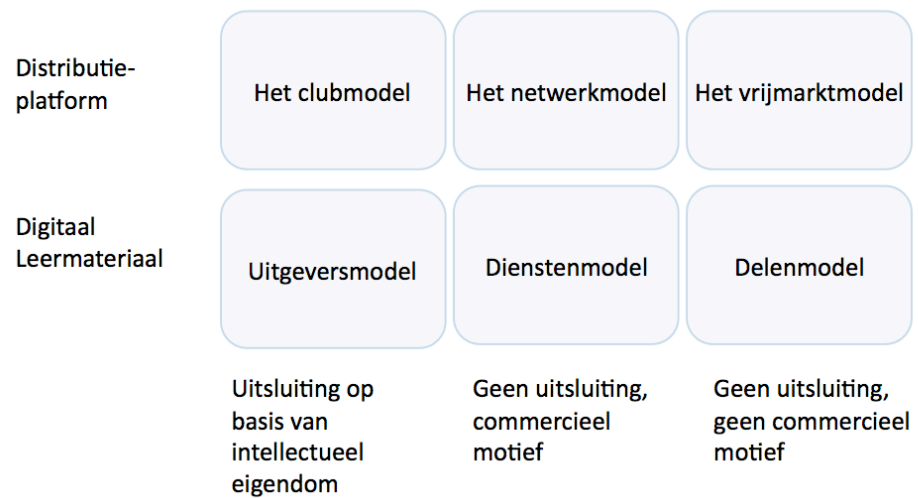 Distributie-
platform
Het clubmodel
Het netwerkmodel
Het vrijmarktmodel
Digitaal
Leermateriaal
Uitgeversmodel
Dienstenmodel
Delenmodel
Uitsluiting op
basis van
intellectueel
eigendom
Geen uitsluiting,
commercieel
motief
Geen uitsluiting,
geen commercieel
motief